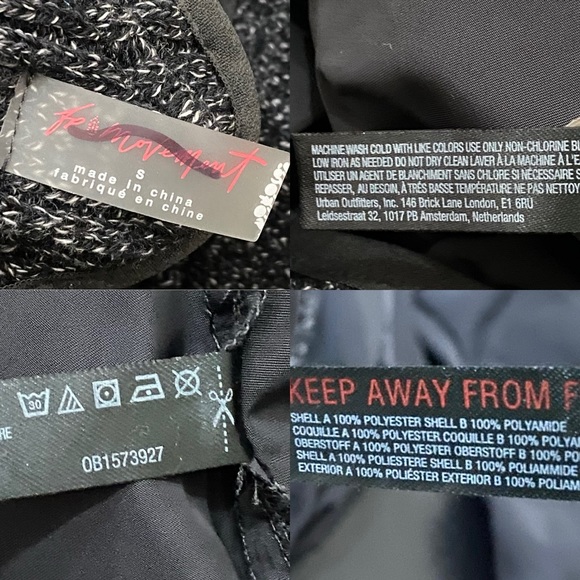 fp movement
S
made in china
fabriqué en chine
MACHINE WASH COLD WITH LIKE COLORS USE ONLY NON-CHLORINE BL
LOW IRON AS NEEDED DO NOT DRY CLEAN LAVER À LA MACHINE À L'E
UTILISER UN AGENT DE BLANCHIMENT SANS CHLORE SI NÉCESSAIRE S
REPASSER, AU BESOIN, À TRÈS BASSE TEMPÉRATURE NE PAS NETTOY
Urban Outfitters, Inc. 146 Brick Lane London, E1 6RU
Leidsestraat 32, 1017 PB Amsterdam, Netherlands
30
RE
OB1573927
KEEP AWAY FROM F
SHELL A 100% POLYESTER SHELL B 100% POLYAMIDE
COQUILLE A 100% POLYESTER COQUILLE B 100% POLYAM
OBERSTOFF A 100% POLYESTER OBERSTOFF B 100% POL
SHELL A 100% POLIESTERE SHELL B 100% POLIAMMIDE
EXTERIOR A 100% POLIÉSTER EXTERIOR B 100% POLIAM